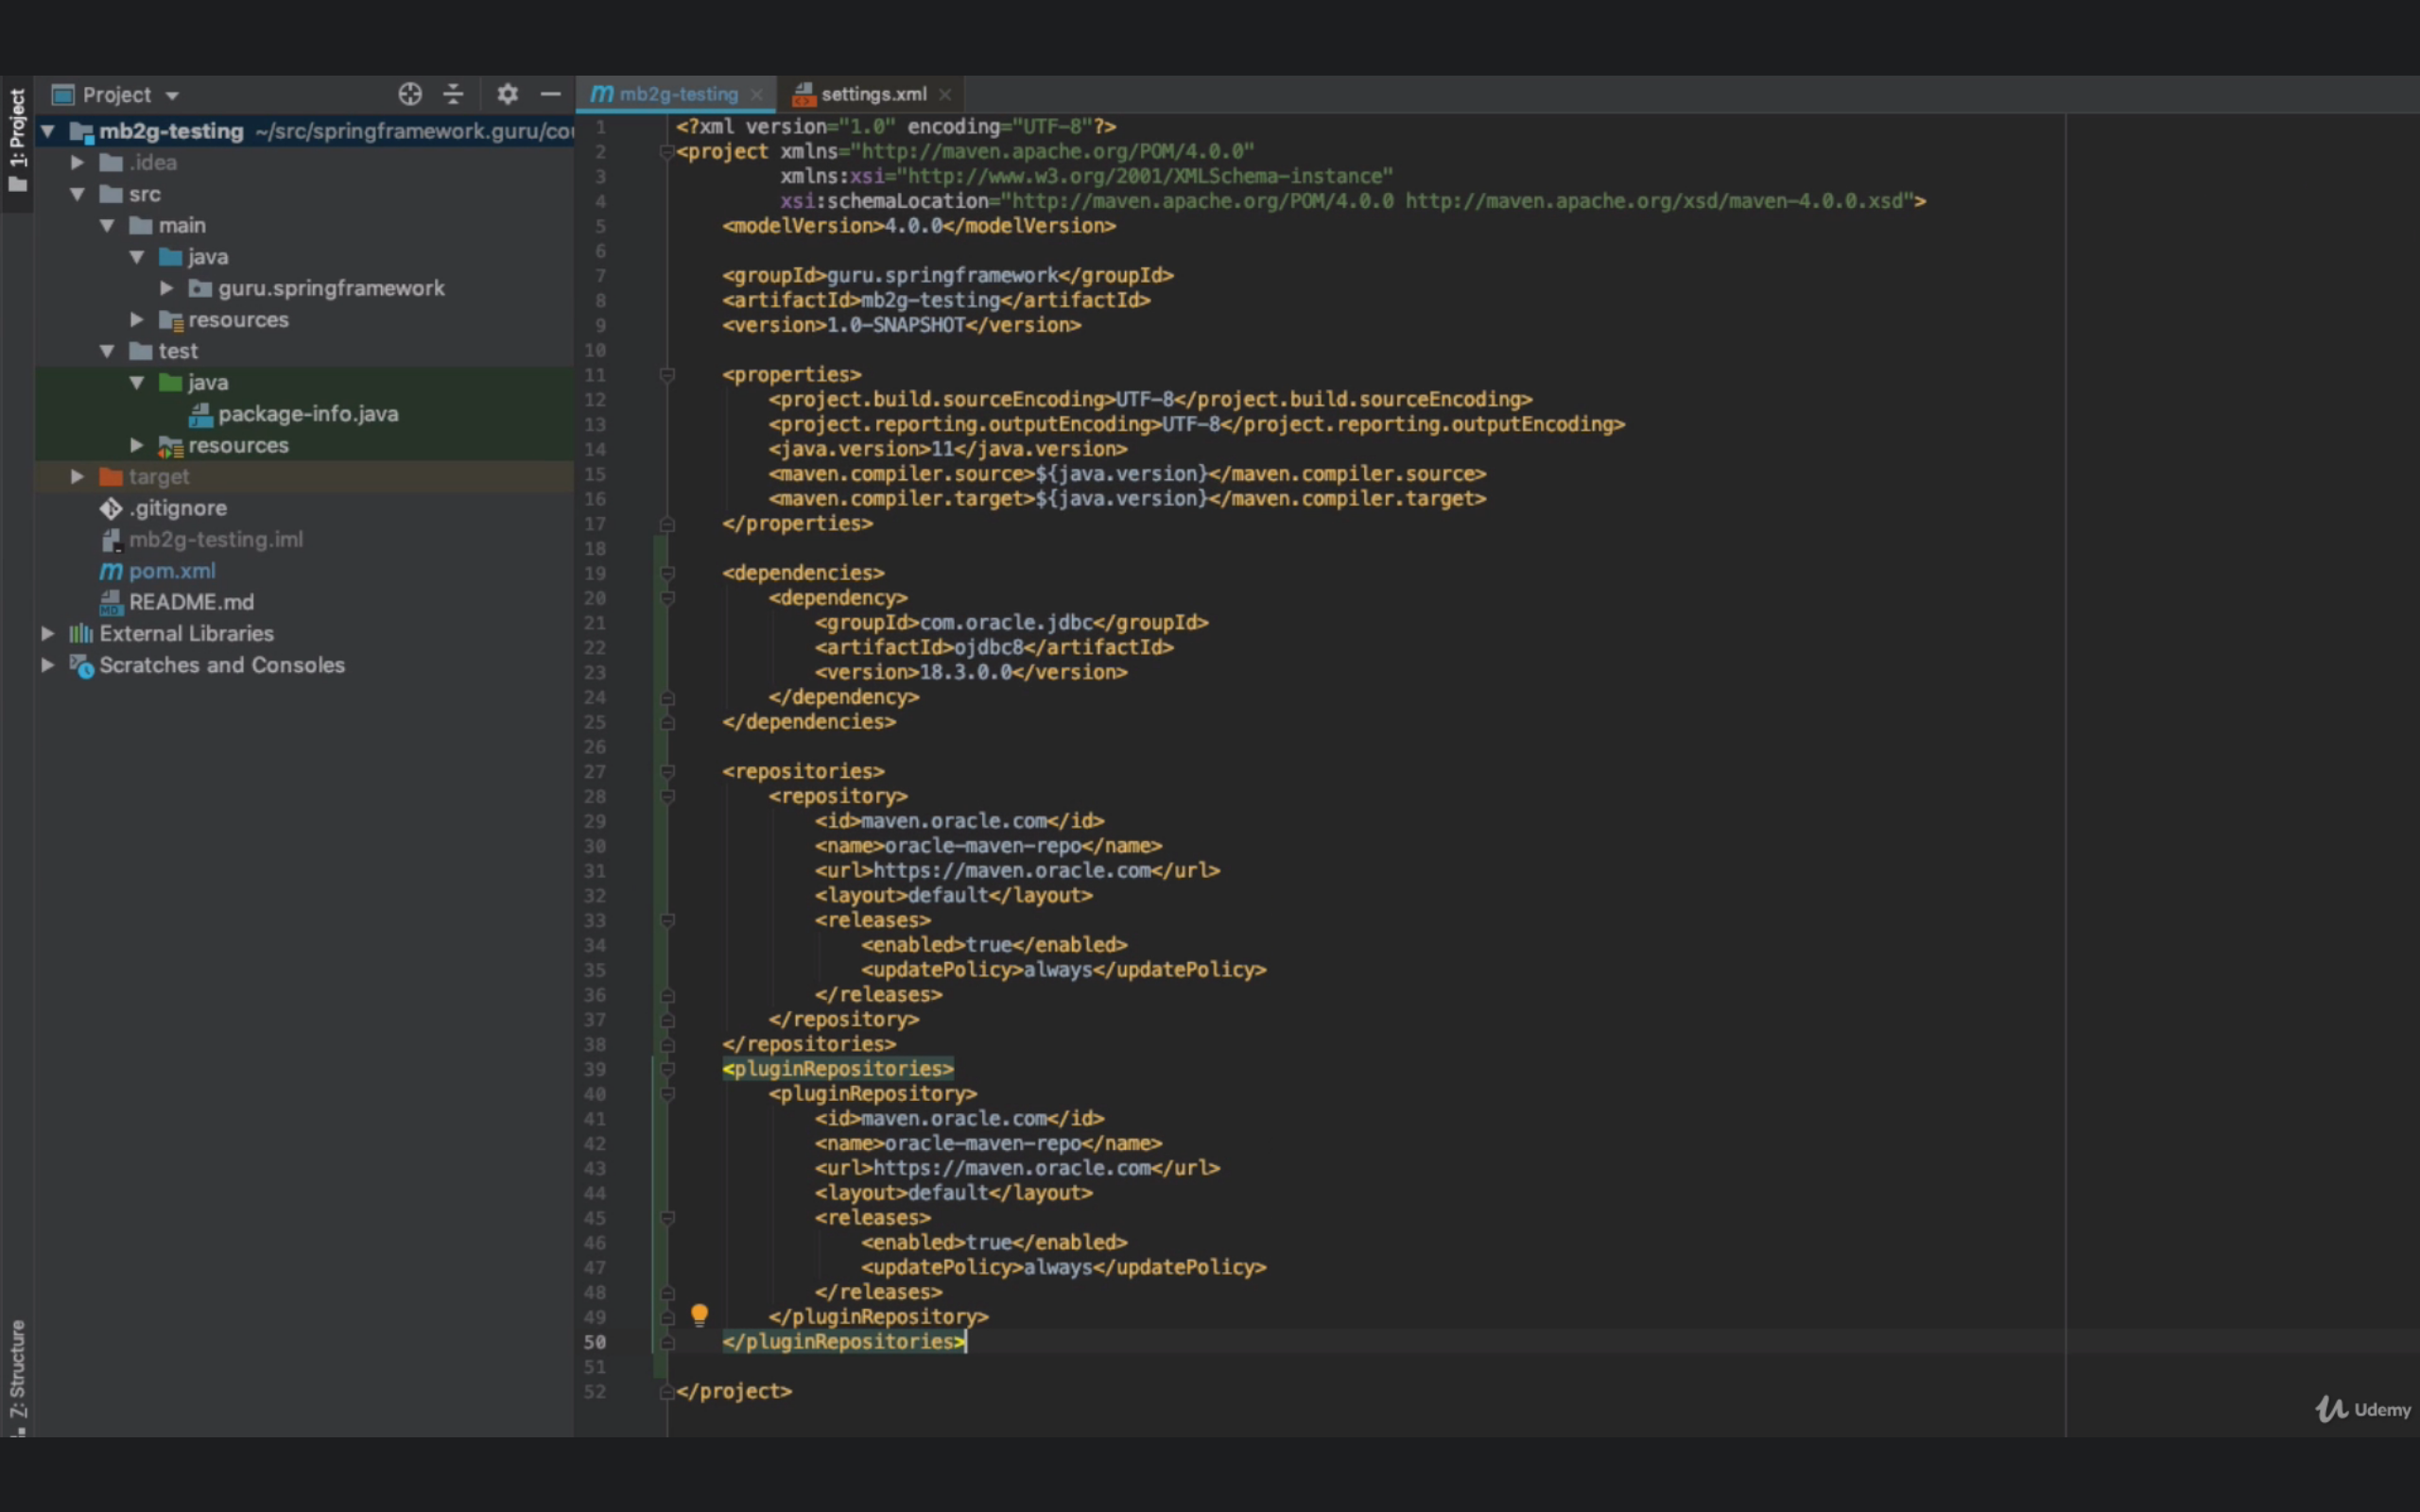 1: Project
Project
mb2g-testing ~/src/springframework.guru/cou
.idea
src
main
java
guru.springframework
resources
test
java
package-info.java
resources
target
.gitignore
mb2g-testing.iml
pom.xml
README.md
External Libraries
Scratches and Consoles
Z: Structure
mb2g-testing
settings.xml
1 <?xml version="1.0" encoding="UTF-8"?>
2 <project xmlns="http://maven.apache.org/POM/4.0.0"
3 xmlns:xsi="http://www.w3.org/2001/XMLSchema-instance"
4 xsi:schemaLocation="http://maven.apache.org/POM/4.0.0 http://maven.apache.org/xsd/maven-4.0.0.xsd">
5 <modelVersion>4.0.0</modelVersion>
6
7 <groupId>guru.springframework</groupId>
8 <artifactId>mb2g-testing</artifactId>
9 <version>1.0-SNAPSHOT</version>
10
11 <properties>
12 <project.build.sourceEncoding>UTF-8</project.build.sourceEncoding>
13 <project.reporting.outputEncoding>UTF-8</project.reporting.outputEncoding>
14 <java.version>11</java.version>
15 <maven.compiler.source>${java.version}</maven.compiler.source>
16 <maven.compiler.target>${java.version}</maven.compiler.target>
17 </properties>
18
19 <dependencies>
20 <dependency>
21 <groupId>com.oracle.jdbc</groupId>
22 <artifactId>ojdbc8</artifactId>
23 <version>18.3.0.0</version>
24 </dependency>
25 </dependencies>
26
27 <repositories>
28 <repository>
29 <id>maven.oracle.com</id>
30 <name>oracle-maven-repo</name>
31 <url>https://maven.oracle.com</url>
32 <layout>default</layout>
33 <releases>
34 <enabled>true</enabled>
35 <updatePolicy>always</updatePolicy>
36 </releases>
37 </repository>
38 </repositories>
39 <pluginRepositories>
40 <pluginRepository>
41 <id>maven.oracle.com</id>
42 <name>oracle-maven-repo</name>
43 <url>https://maven.oracle.com</url>
44 <layout>default</layout>
45 <releases>
46 <enabled>true</enabled>
47 <updatePolicy>always</updatePolicy>
48 </releases>
49 </pluginRepository>
50 </pluginRepositories>
51
52 </project>
Udemy